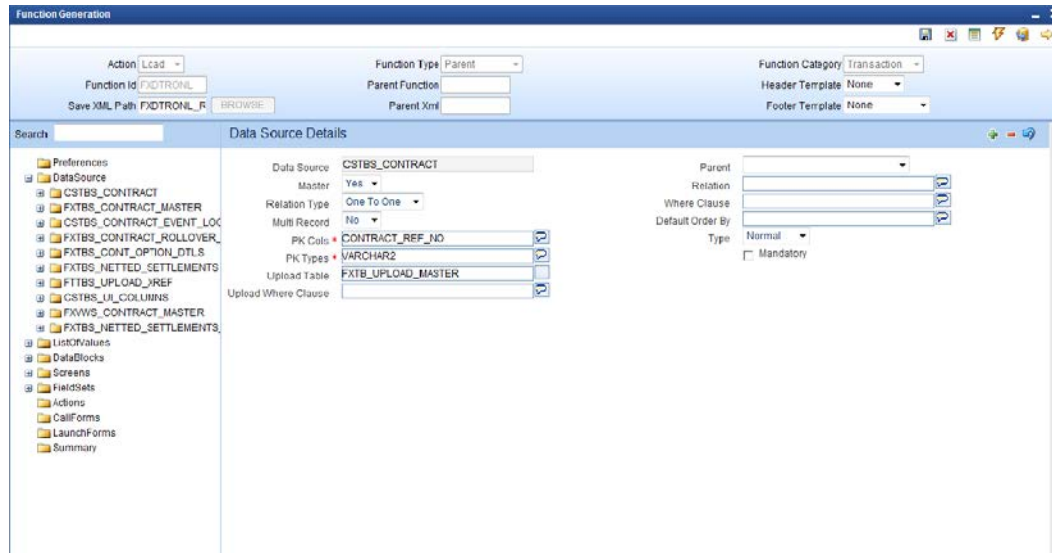 Function Generation
Action Load
Function Type Parent
Function Category Transaction
Function Id FXDTRONL
Parent Function
Header Template None
Save XML Path FXDTRONL_R BROWSE
Parent Xml
Footer Template None
Search
Data Source Details
Preferences
DataSource
CSTBS_CONTRACT
FXTBS_CONTRACT_MASTER
CSTBS_CONTRACT_EVENT_LOG
FXTBS_CONTRACT_ROLLOVER_
FXTBS_CONT_OPTION_DTLS
FXTBS_NETTED_SETTLEMENTS
FTTBS_UPLOAD_XREF
CSTBS_UI_COLUMNS
FXVWS_CONTRACT_MASTER
FXTBS_NETTED_SETTLEMENTS_
ListOfValues
DataBlocks
Screens
FieldSets
Actions
CallForms
LaunchForms
Summary
Data Source CSTBS_CONTRACT
Master Yes
Relation Type One To One
Multi Record No
PK Cols * CONTRACT_REF_NO
PK Types * VARCHAR2
Upload Table FXTB_UPLOAD_MASTER
Upload Where Clause
Parent
Relation
Where Clause
Default Order By
Type Normal
Mandatory